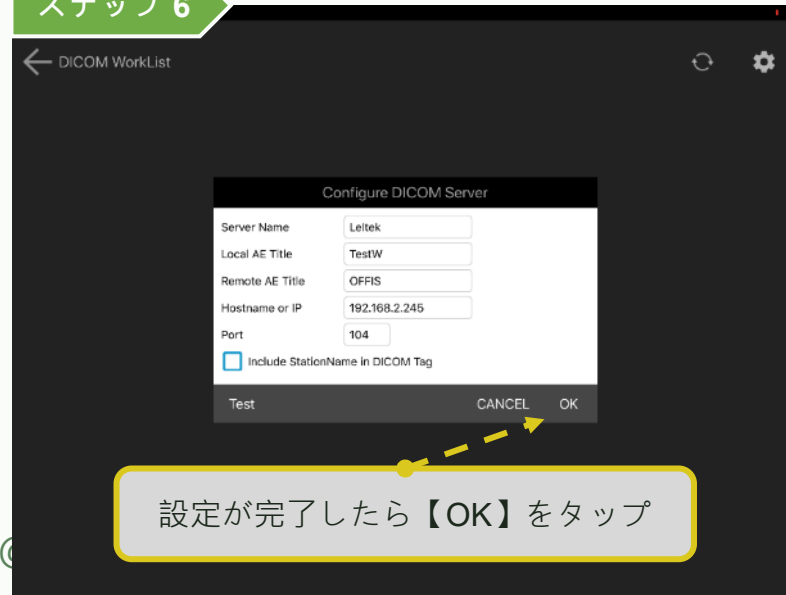 ステップ 6
DICOM WorkList
Configure DICOM Server
Server Name Leltek
Local AE Title TestW
Remote AE Title OFFIS
Hostname or IP 192.168.2.245
Port 104
Include StationName in DICOM Tag
Test CANCEL OK
設定が完了したら【OK】をタップ